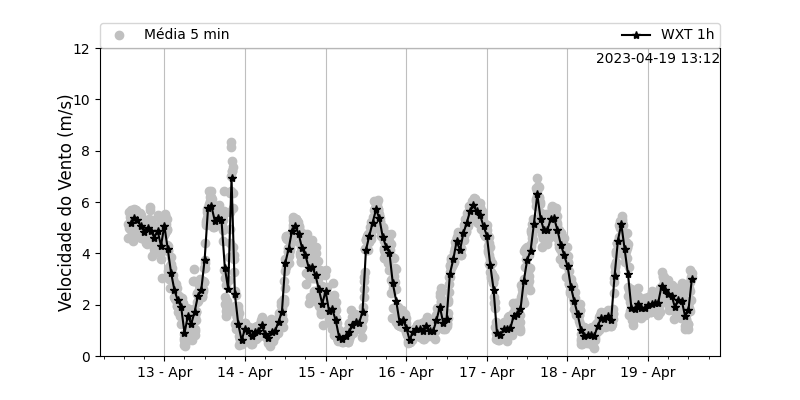 Média 5 min
WXT 1h
2023-04-19 13:12
Velocidade do Vento (m/s)
12
10
8
6
4
2
0
13 - Apr
14 - Apr
15 - Apr
16 - Apr
17 - Apr
18 - Apr
19 - Apr